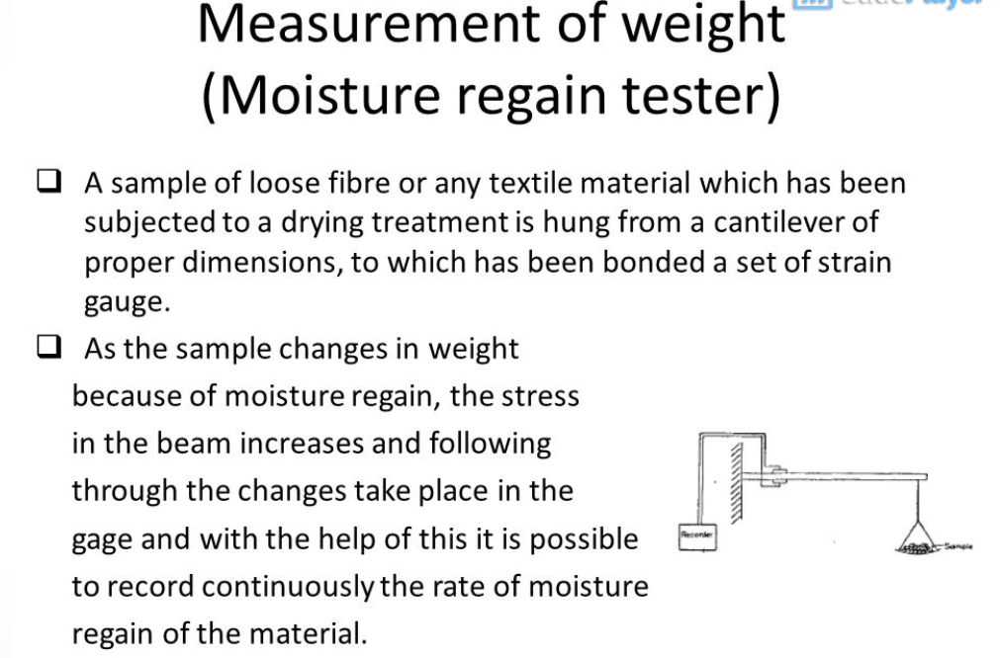 Measurement of weight
(Moisture regain tester)
A sample of loose fibre or any textile material which has been
subjected to a drying treatment is hung from a cantilever of
proper dimensions, to which has been bonded a set of strain
gauge.
As the sample changes in weight
because of moisture regain, the stress
in the beam increases and following
through the changes take place in the
gage and with the help of this it is possible
to record continuously the rate of moisture
regain of the material.
Recorder
Sample